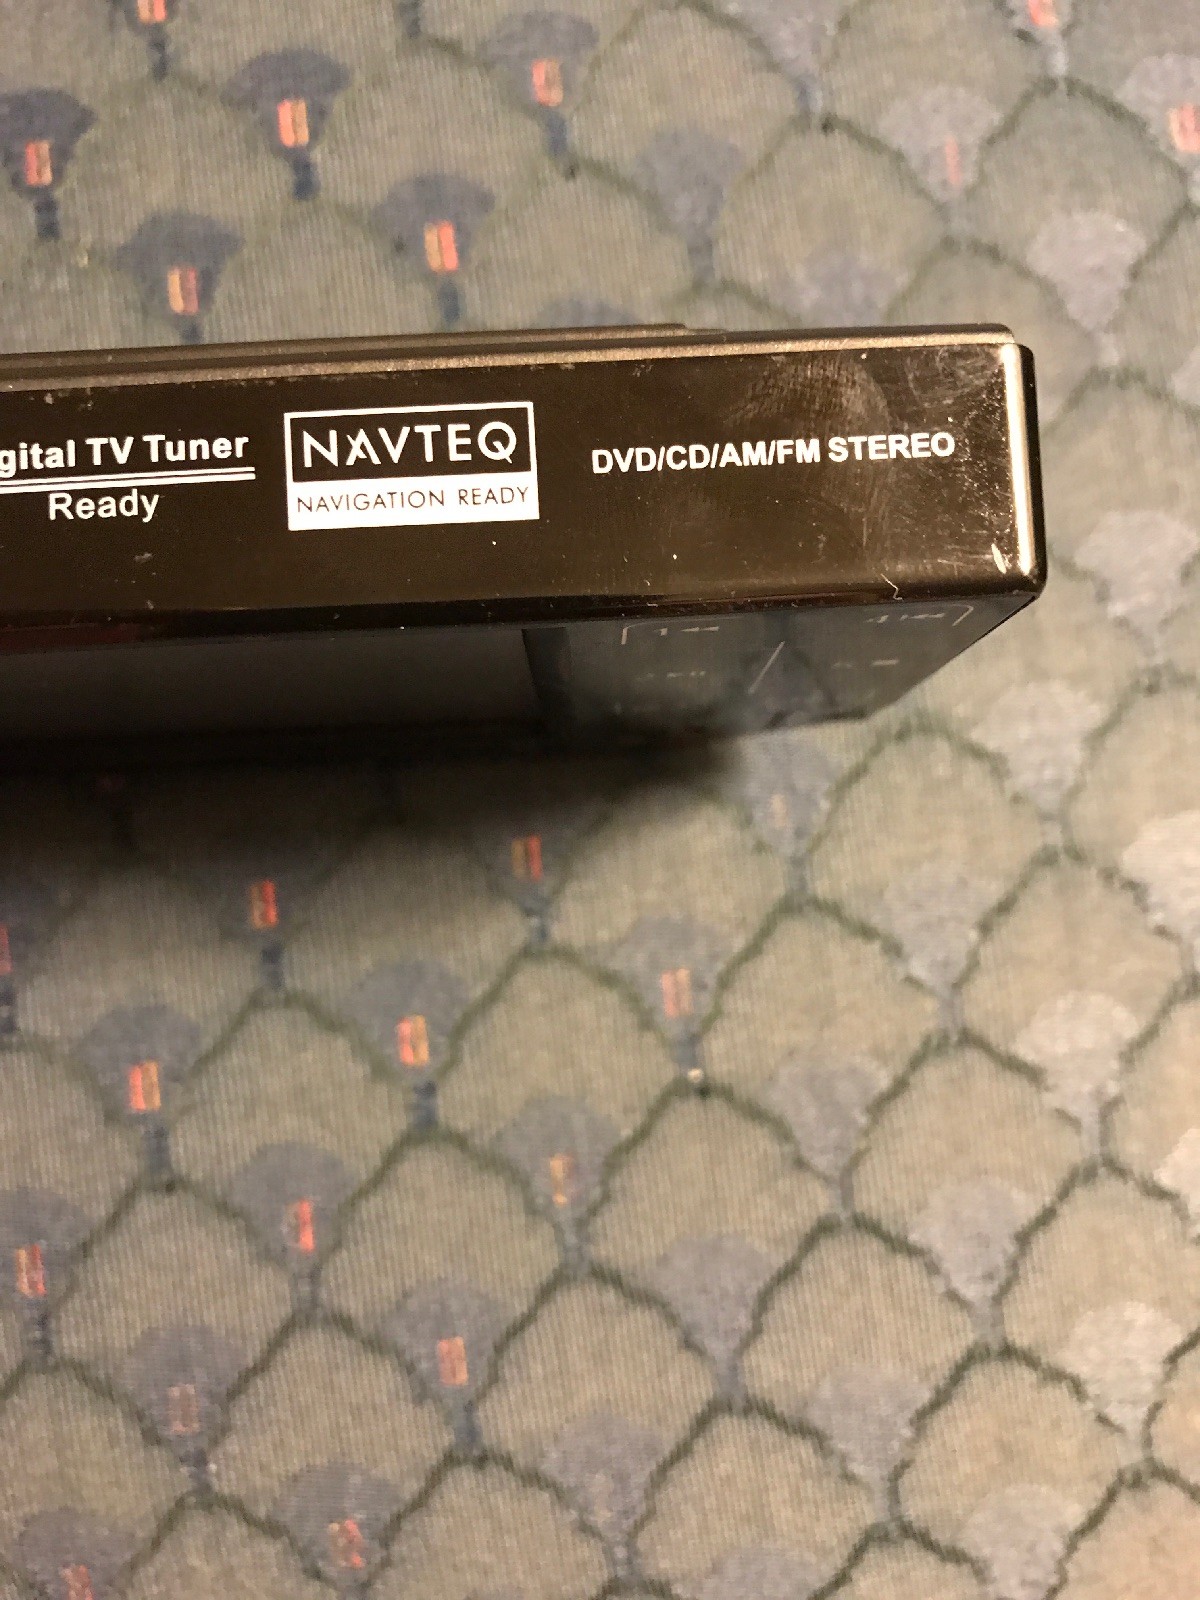 gital TV Tuner
Ready
NAVTEQ
NAVIGATION READY
DVD/CD/AM/FM STEREO